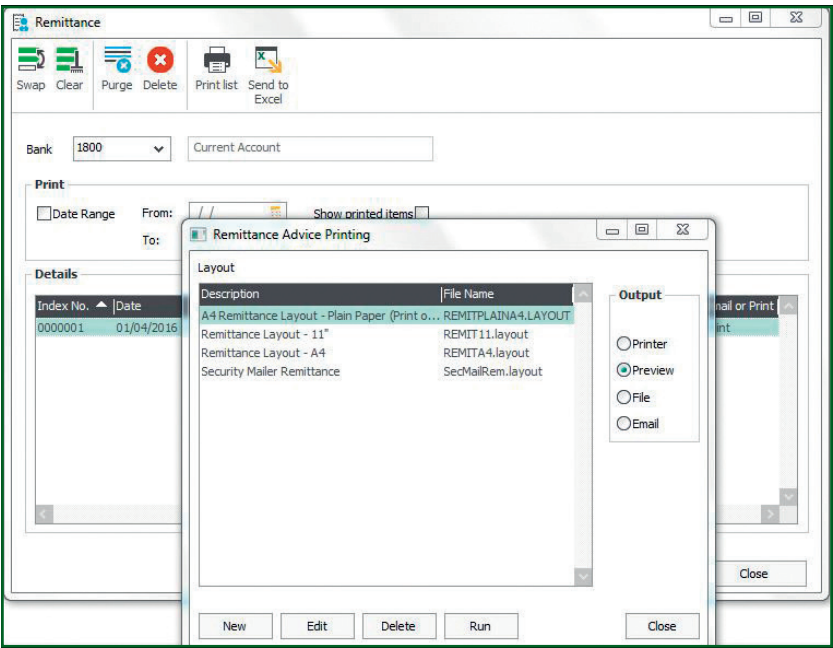 Remittance
Swap Clear Purge Delete Print list Send to
Excel
Bank 1800 Current Account
Print
Date Range From: / / Show printed items
To:
Remittance Advice Printing
Layout
Details
Index No. Date
0000001 01/04/2016
Description File Name
A4 Remittance Layout - Plain Paper (Print o... REMITPLAINA4.LAYOUT
Remittance Layout - 11" REMIT11.layout
Remittance Layout - A4 REMITA4.layout
Security Mailer Remittance SecMailRem.layout
Output
Printer
Preview
File
Email
or Print
New Edit Delete Run Close
Close